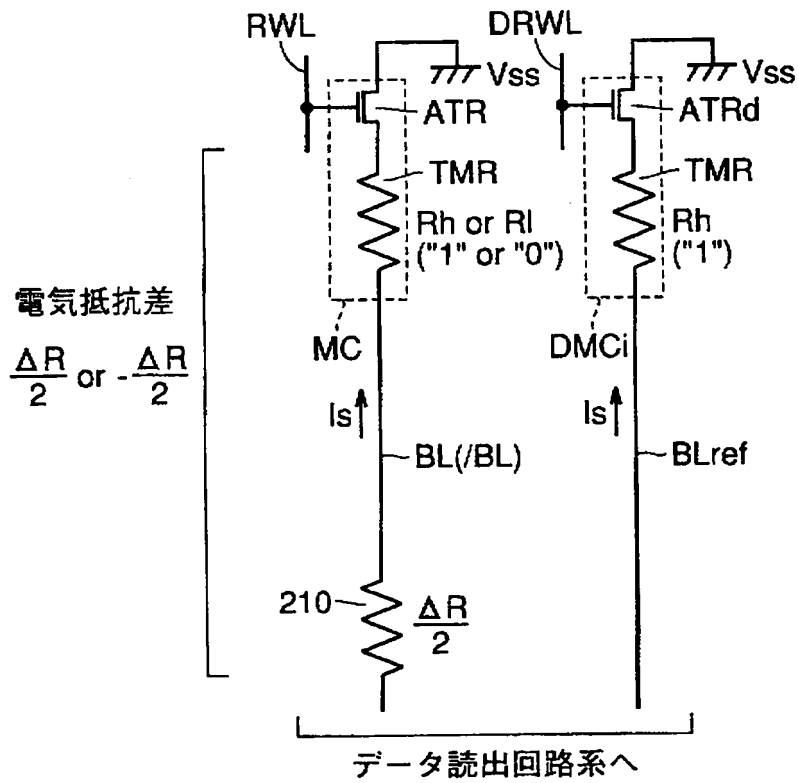 RWL
DRWL
Vss
Vss
ATR
ATRd
TMR
TMR
Rh or Rl
("1" or "0")
Rh
("1")
電気抵抗差
ΔR/2 or -ΔR/2
MC
DMCi
Is
Is
BL(/BL)
BLref
210
ΔR/2
データ読出回路系へ